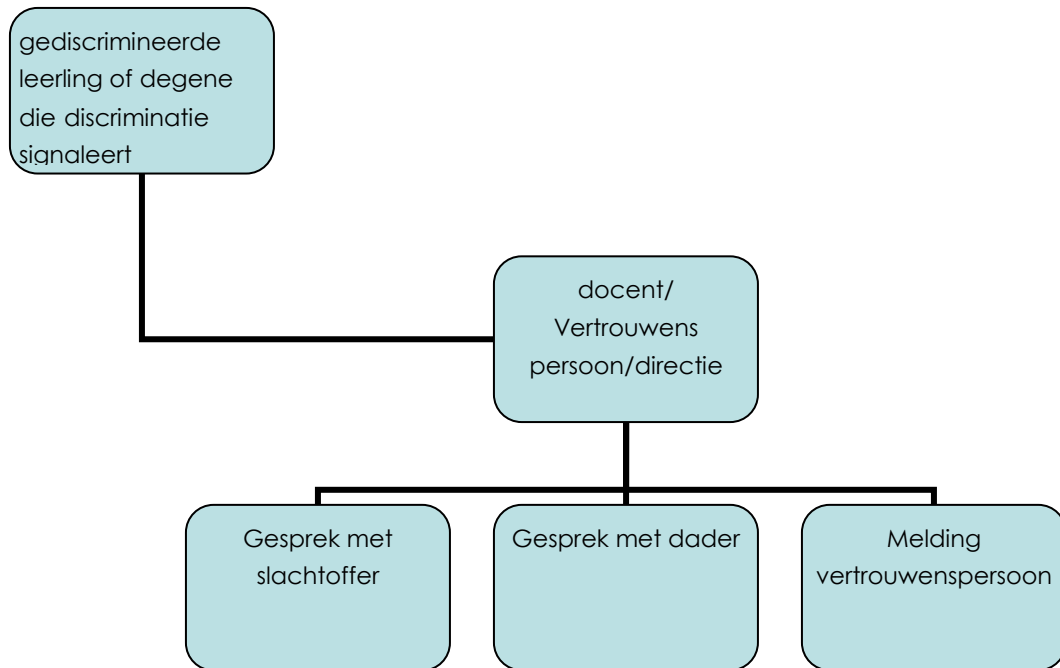 gediscrimineerde
leerling of degene
die discriminatie
signaleert
docent/
Vertrouwens
persoon/directie
Gesprek met
slachtoffer
Gesprek met dader
Melding
vertrouwenspersoon